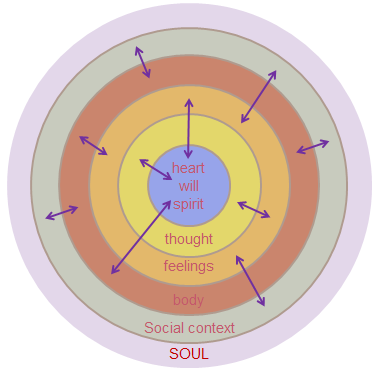 heart
will
spirit
thought
feelings
body
Social context
SOUL